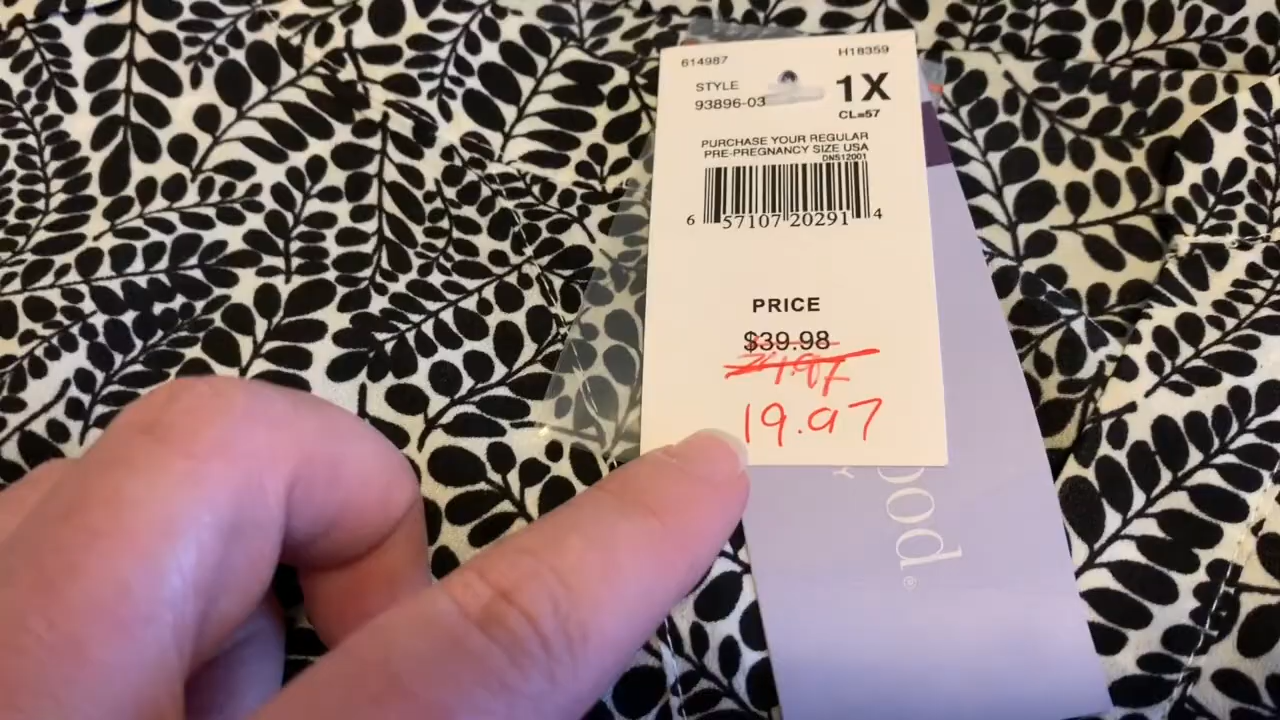 614987 H18359
STYLE
93896-03
1X
CL=57
PURCHASE YOUR REGULAR
PRE-PREGNANCY SIZE USA
DNS12001
6 57107 20291 4
PRICE
$39.98
24.97
19.97
ood®
Y